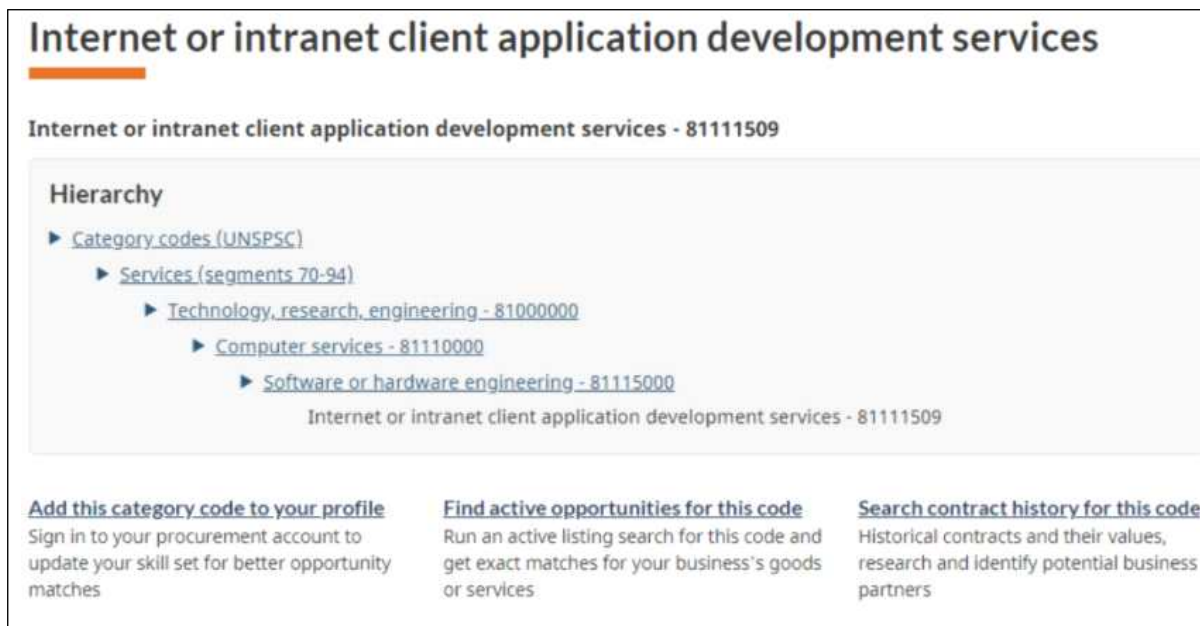 Internet or intranet client application development services
Internet or intranet client application development services - 81111509
Hierarchy
Category codes (UNSPSC)
Services (segments 70-94)
Technology, research, engineering - 81000000
Computer services - 81110000
Software or hardware engineering - 81115000
Internet or intranet client application development services - 81111509
Add this category code to your profile
Sign in to your procurement account to
update your skill set for better opportunity
matches
Find active opportunities for this code
Run an active listing search for this code and
get exact matches for your business's goods
or services
Search contract history for this code
Historical contracts and their values,
research and identify potential business
partners